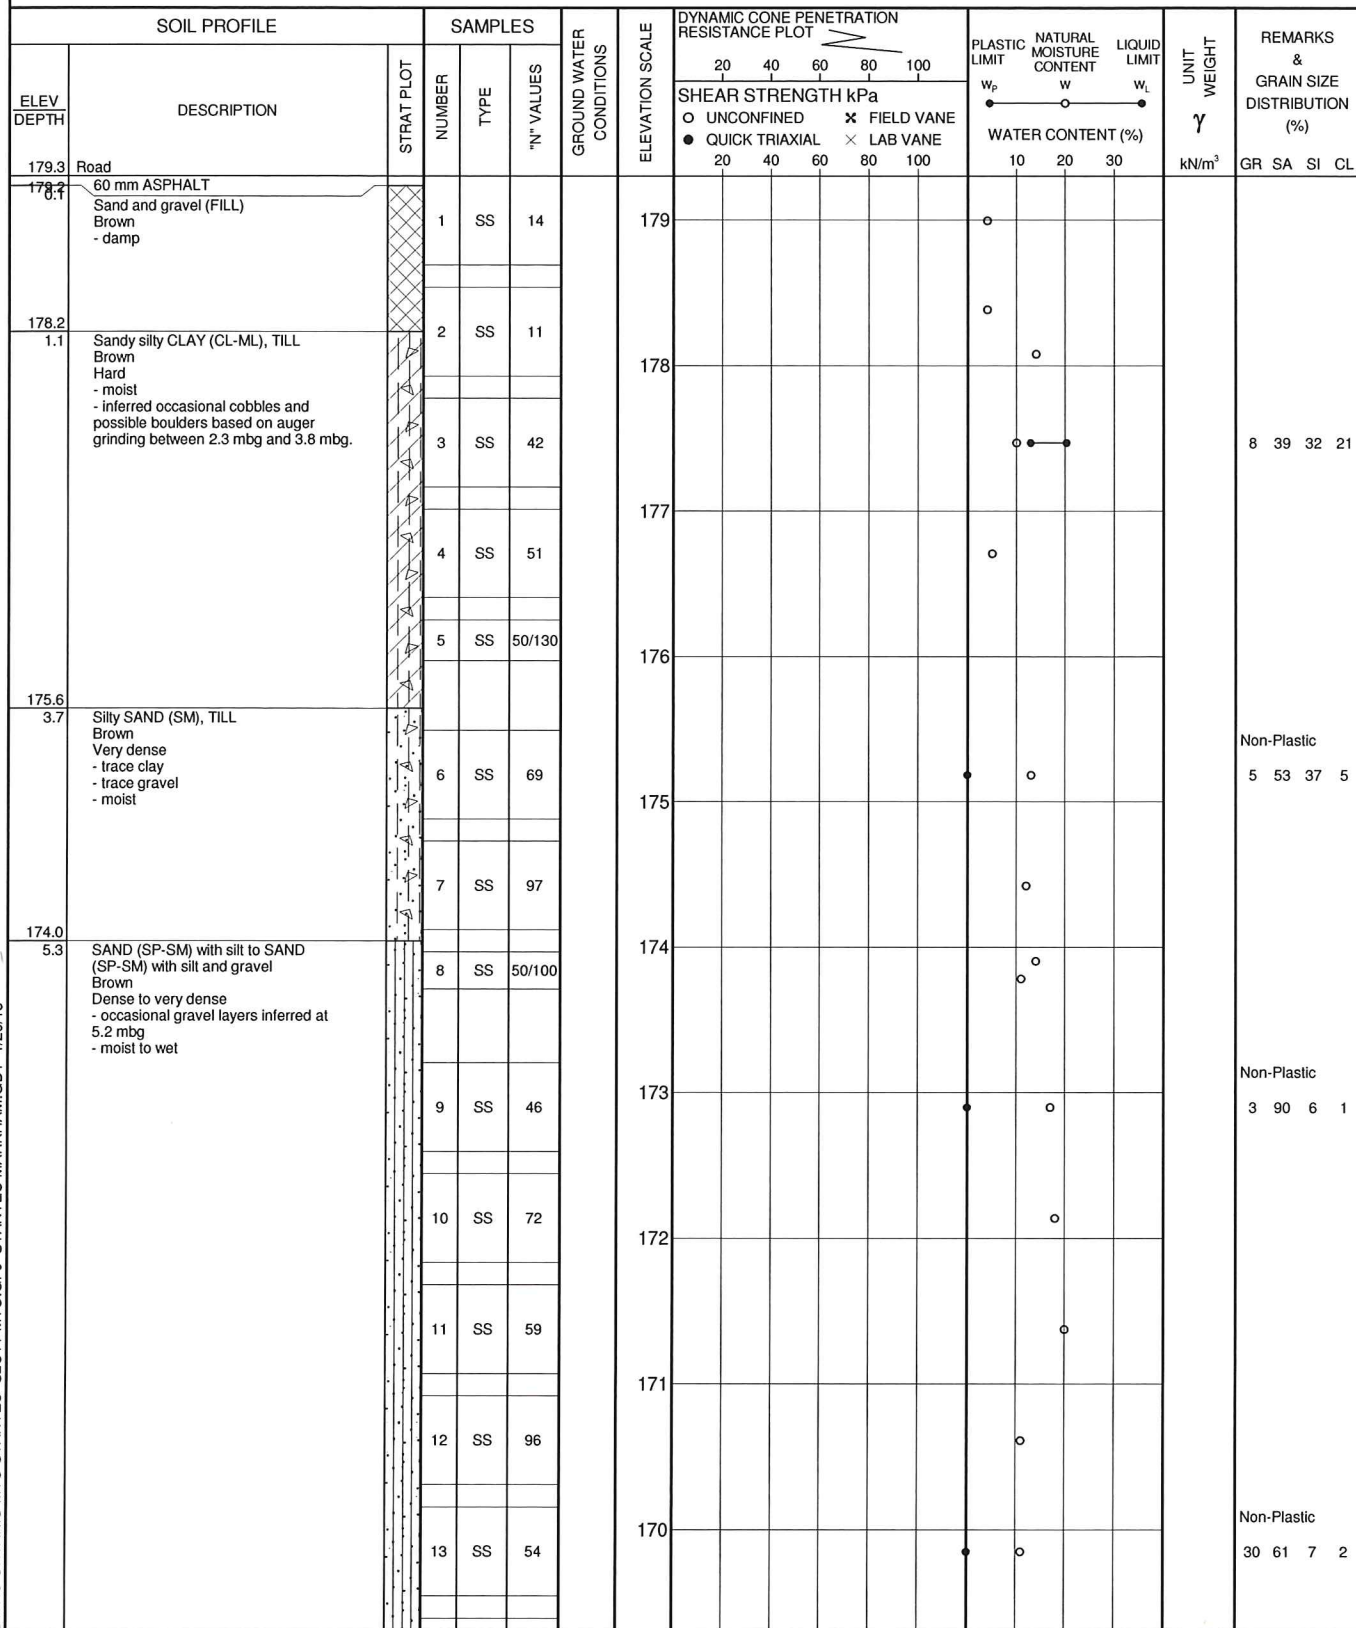 SOIL PROFILE
SAMPLES
GROUND WATER CONDITIONS
ELEVATION SCALE
DYNAMIC CONE PENETRATION
RESISTANCE PLOT
20 40 60 80 100
SHEAR STRENGTH kPa
UNCONFINED FIELD VANE
QUICK TRIAXIAL LAB VANE
20 40 60 80 100
PLASTIC LIMIT
NATURAL MOISTURE CONTENT
LIQUID LIMIT
WP W WL
WATER CONTENT (%)
10 20 30
UNIT WEIGHT
γ
kN/m³
REMARKS
&
GRAIN SIZE
DISTRIBUTION
(%)
GR SA SI CL
ELEV
DEPTH
DESCRIPTION
STRAT PLOT
NUMBER
TYPE
"N" VALUES
179.3 Road
179.2 60 mm ASPHALT
0.1
Sand and gravel (FILL)
Brown
- damp
1 SS 14
179
178.2
1.1 Sandy silty CLAY (CL-ML), TILL
Brown
Hard
- moist
- inferred occasional cobbles and
possible boulders based on auger
grinding between 2.3 mbg and 3.8 mbg.
2 SS 11
178
3 SS 42
8 39 32 21
177
4 SS 51
5 SS 50/130
176
175.6
3.7 Silty SAND (SM), TILL
Brown
Very dense
- trace clay
- trace gravel
- moist
Non-Plastic
6 SS 69
5 53 37 5
175
7 SS 97
174.0
174
5.3 SAND (SP-SM) with silt to SAND
(SP-SM) with silt and gravel
Brown
Dense to very dense
- occasional gravel layers inferred at
5.2 mbg
- moist to wet
8 SS 50/100
Non-Plastic
173
9 SS 46
3 90 6 1
10 SS 72
172
11 SS 59
171
12 SS 96
Non-Plastic
170
13 SS 54
30 61 7 2